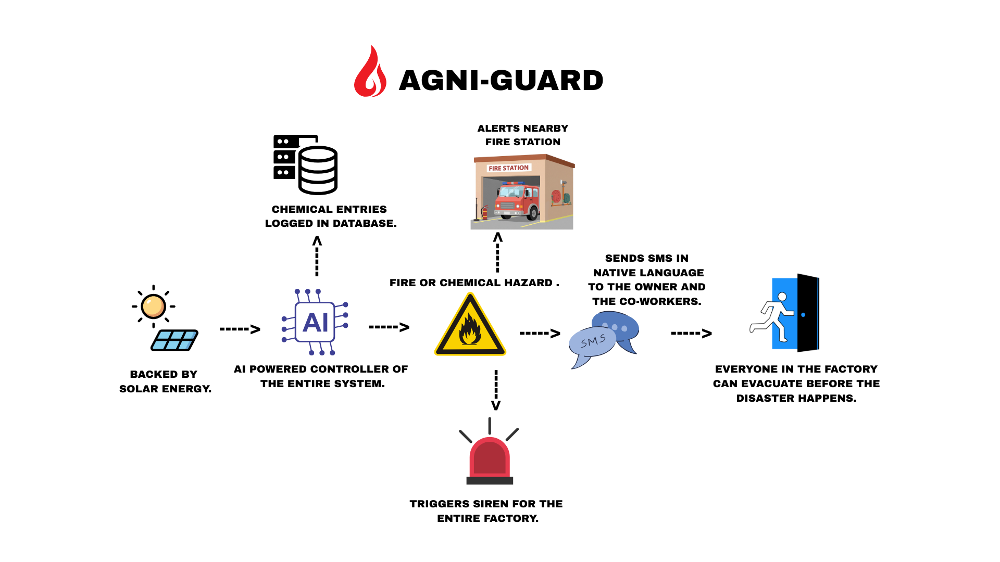 AGNI-GUARD
ALERTS NEARBY
FIRE STATION
FIRE STATION
CHEMICAL ENTRIES
LOGGED IN DATABASE.
SENDS SMS IN
NATIVE LANGUAGE
TO THE OWNER AND
THE CO-WORKERS.
FIRE OR CHEMICAL HAZARD .
AI
SMS
BACKED BY
SOLAR ENERGY.
AI POWERED CONTROLLER OF
THE ENTIRE SYSTEM.
EVERYONE IN THE FACTORY
CAN EVACUATE BEFORE THE
DISASTER HAPPENS.
TRIGGERS SIREN FOR THE
ENTIRE FACTORY.